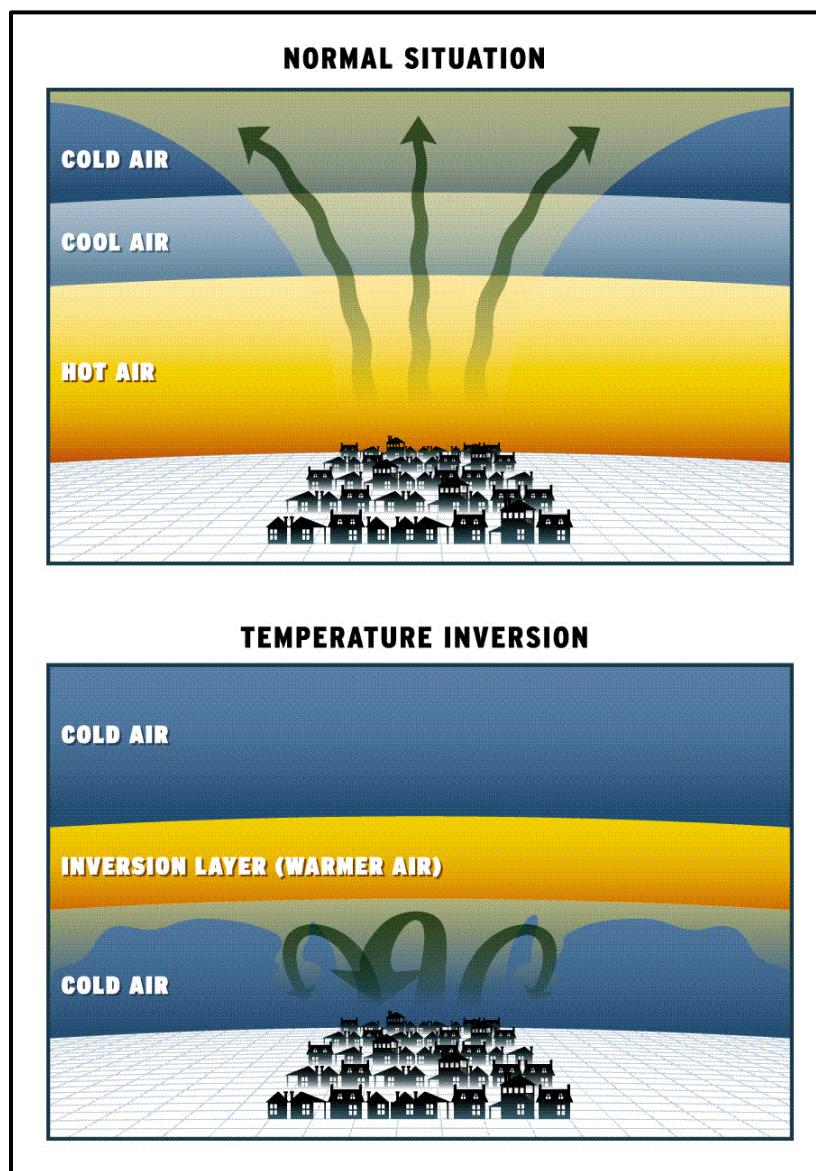 NORMAL SITUATION
COLD AIR
COOL AIR
HOT AIR
TEMPERATURE INVERSION
COLD AIR
INVERSION LAYER (WARMER AIR)
COLD AIR